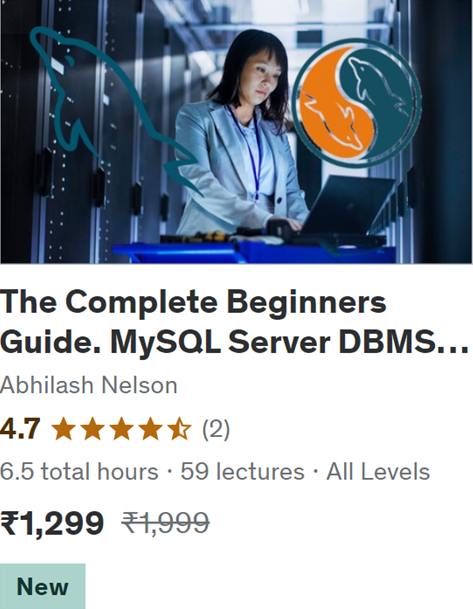 The Complete Beginners
Guide. MySQL Server DBMS...
Abhilash Nelson
4.7 (2)
6.5 total hours · 59 lectures · All Levels
₹1,299 ₹1,999
New